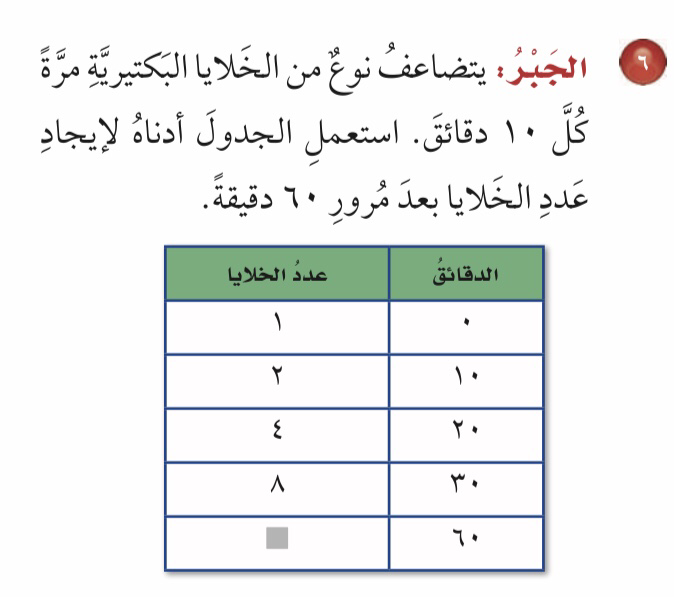 ٦ الجَبْرُ: يتضاعفُ نوعٌ من الخَلايا البَكتيريَّةِ مرَّةً
كُلَّ ١٠ دقائقَ. استعملِ الجدولَ أدناهُ لإيجادِ
عَددِ الخَلايا بعدَ مُرورِ ٦٠ دقيقةً.
الدقائقُ عددُ الخلايا
٠ ١
١٠ ٢
٢٠ ٤
٣٠ ٨
٦٠